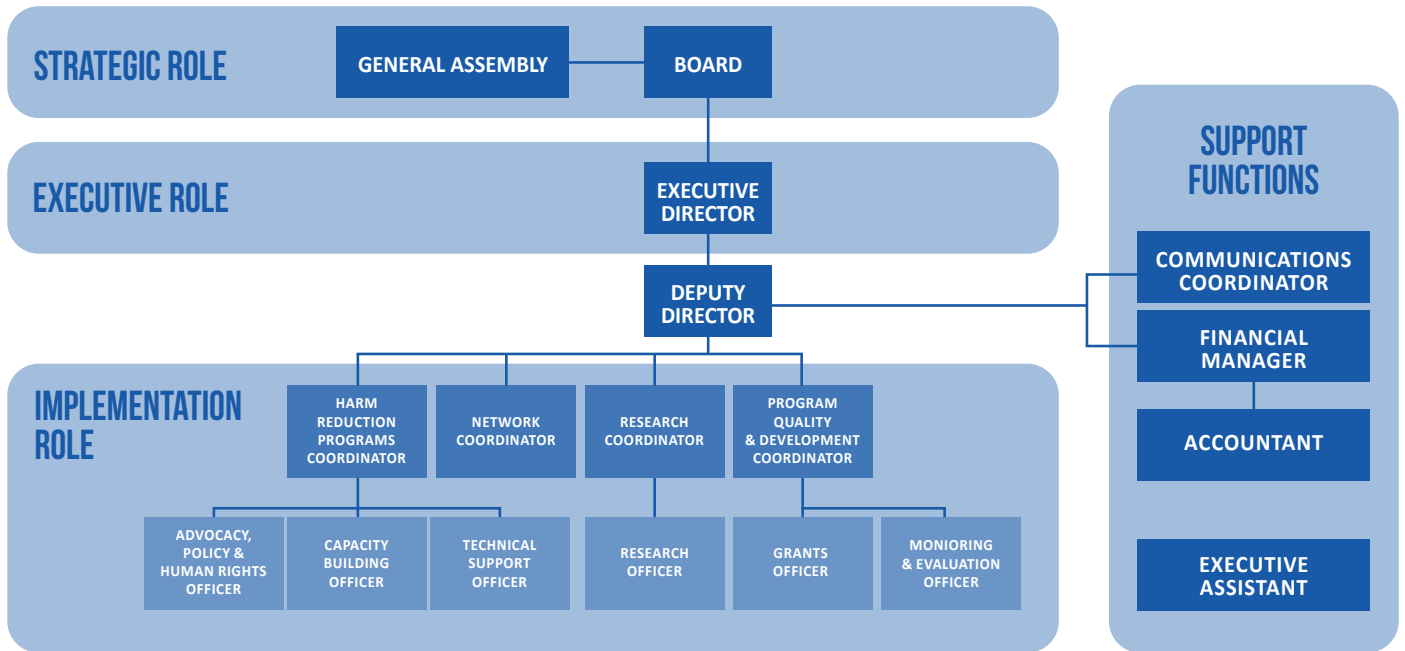 STRATEGIC ROLE
GENERAL ASSEMBLY
BOARD
EXECUTIVE ROLE
EXECUTIVE
DIRECTOR
DEPUTY
DIRECTOR
IMPLEMENTATION
ROLE
HARM
REDUCTION
PROGRAMS
COORDINATOR
NETWORK
COORDINATOR
RESEARCH
COORDINATOR
PROGRAM
QUALITY
& DEVELOPMENT
COORDINATOR
ADVOCACY,
POLICY &
HUMAN RIGHTS
OFFICER
CAPACITY
BUILDING
OFFICER
TECHNICAL
SUPPORT
OFFICER
RESEARCH
OFFICER
GRANTS
OFFICER
MONIORING
& EVALUATION
OFFICER
SUPPORT
FUNCTIONS
COMMUNICATIONS
COORDINATOR
FINANCIAL
MANAGER
ACCOUNTANT
EXECUTIVE
ASSISTANT